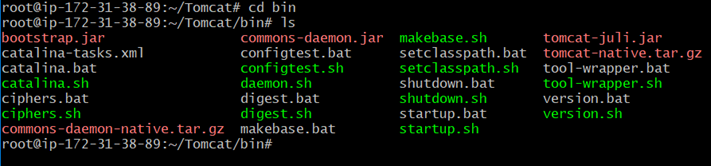 root@ip-172-31-38-89:~/Tomcat# cd bin
root@ip-172-31-38-89:~/Tomcat/bin# ls
bootstrap.jar commons-daemon.jar makebase.sh tomcat-juli.jar
catalina-tasks.xml configtest.bat setclasspath.bat tomcat-native.tar.gz
catalina.bat configtest.sh setclasspath.sh tool-wrapper.bat
catalina.sh daemon.sh shutdown.bat tool-wrapper.sh
ciphers.bat digest.bat shutdown.sh version.bat
ciphers.sh digest.sh startup.bat version.sh
commons-daemon-native.tar.gz makebase.bat startup.sh
root@ip-172-31-38-89:~/Tomcat/bin#